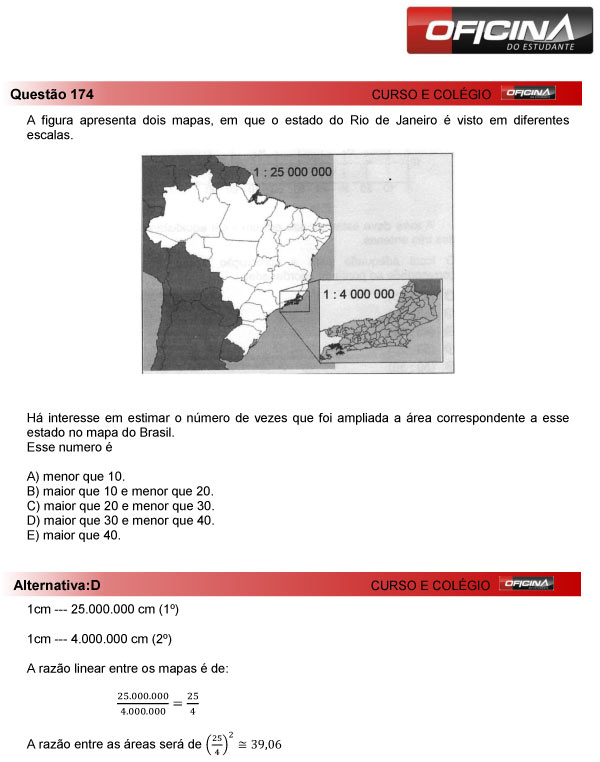 OFICINA
DO ESTUDANTE
Questão 174
CURSO E COLÉGIO OFICINA
A figura apresenta dois mapas, em que o estado do Rio de Janeiro é visto em diferentes
escalas.
1 : 25 000 000
1 : 4 000 000
Há interesse em estimar o número de vezes que foi ampliada a área correspondente a esse
estado no mapa do Brasil.
Esse numero é
A) menor que 10.
B) maior que 10 e menor que 20.
C) maior que 20 e menor que 30.
D) maior que 30 e menor que 40.
E) maior que 40.
Alternativa:D
CURSO E COLÉGIO OFICINA
1cm --- 25.000.000 cm (1º)
1cm --- 4.000.000 cm (2º)
A razão linear entre os mapas é de:
25.000.000/4.000.000 = 25/4
A razão entre as áreas será de (25/4)² ≅ 39,06